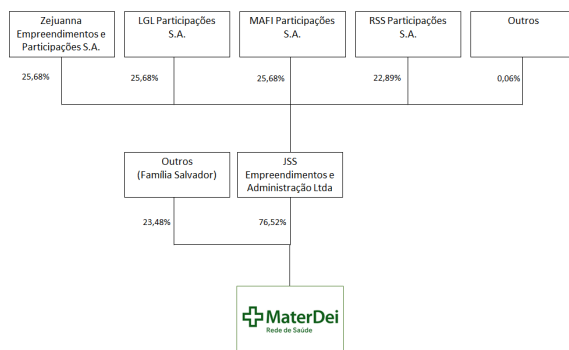 Zejuanna
Empreendimentos e
Participações S.A.
LGL Participações
S.A.
MAFI Participações
S.A.
RSS Participações
S.A.
Outros
25,68%
25,68%
25,68%
22,89%
0,06%
Outros
(Família Salvador)
JSS
Empreendimentos e
Administração Ltda
23,48%
76,52%
MaterDei
Rede de Saúde